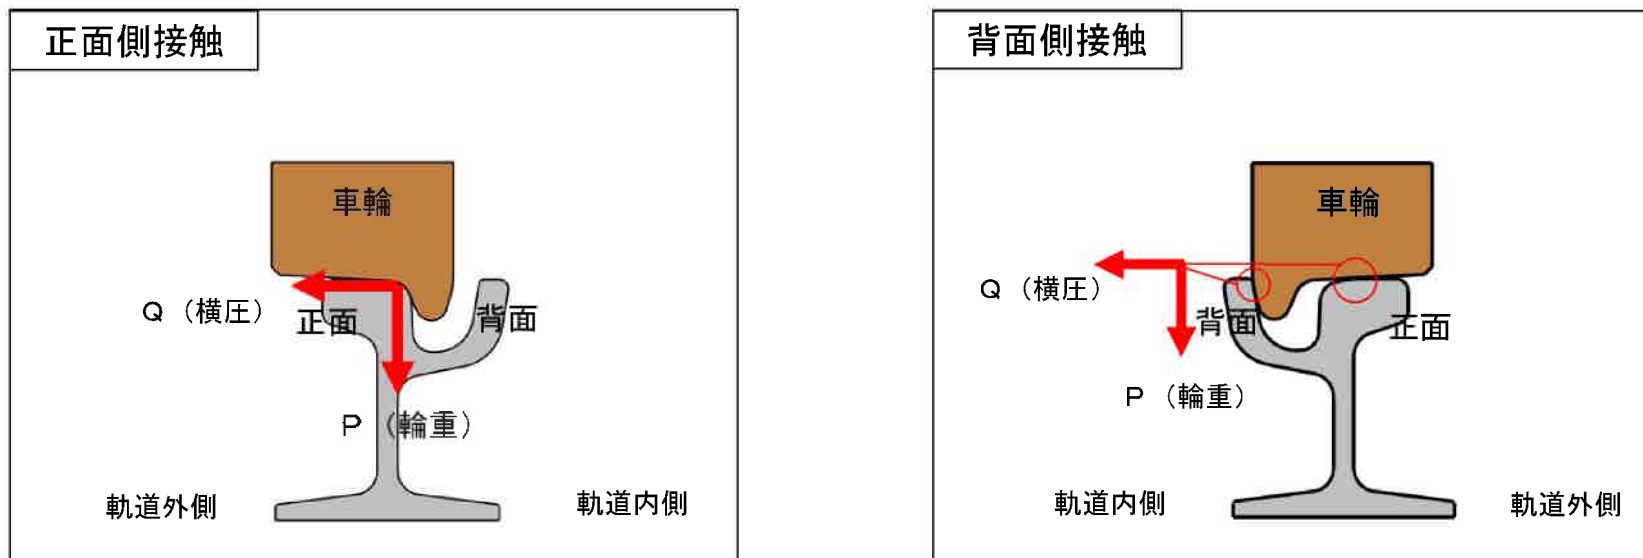 正面側接触
車輪
Q （横圧）
正面
背面
P （輪重）
軌道外側
軌道内側
背面側接触
車輪
Q （横圧）
背面
正面
P （輪重）
軌道内側
軌道外側